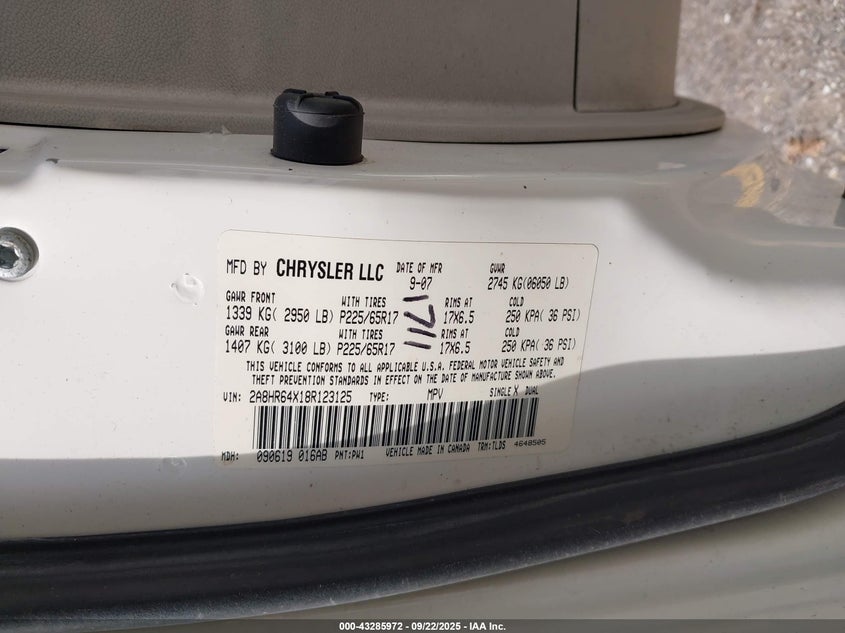 MFD BY CHRYSLER LLC DATE OF MFR 9-07 GVWR 2745 KG(06050 LB)
GAWR FRONT WITH TIRES RIMS AT COLD
1339 KG( 2950 LB) P225/65R17 17X6.5 250 KPA( 36 PSI)
GAWR REAR WITH TIRES RIMS AT COLD
1407 KG( 3100 LB) P225/65R17 17X6.5 250 KPA( 36 PSI)
1711
THIS VEHICLE CONFORMS TO ALL APPLICABLE U.S.A. FEDERAL MOTOR VEHICLE SAFETY AND
THEFT PREVENTION STANDARDS IN EFFECT ON THE DATE OF MANUFACTURE SHOWN ABOVE.
VIN: 2A8HR64X18R123125 TYPE: MPV SINGLE X DUAL
MDH: 090619 016AB PNT:PW1 VEHICLE MADE IN CANADA TRM:TLDS 4648505
000-43285972 - 09/22/2025 - IAA Inc.